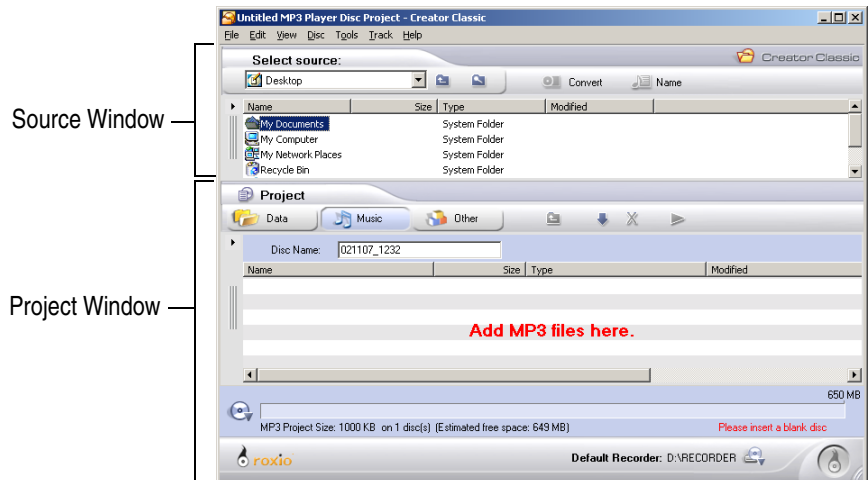 Untitled MP3 Player Disc Project - Creator Classic
File Edit View Disc Tools Track Help
Select source:
Creator Classic
Desktop
Convert
Name
Source Window
Name Size Type Modified
My Documents System Folder
My Computer System Folder
My Network Places System Folder
Recycle Bin System Folder
Project
Data Music Other
Disc Name: 021107_1232
Name Size Type Modified
Project Window
Add MP3 files here.
650 MB
MP3 Project Size: 1000 KB on 1 disc(s) (Estimated free space: 649 MB)
Please insert a blank disc
roxio
Default Recorder: D:\RECORDER